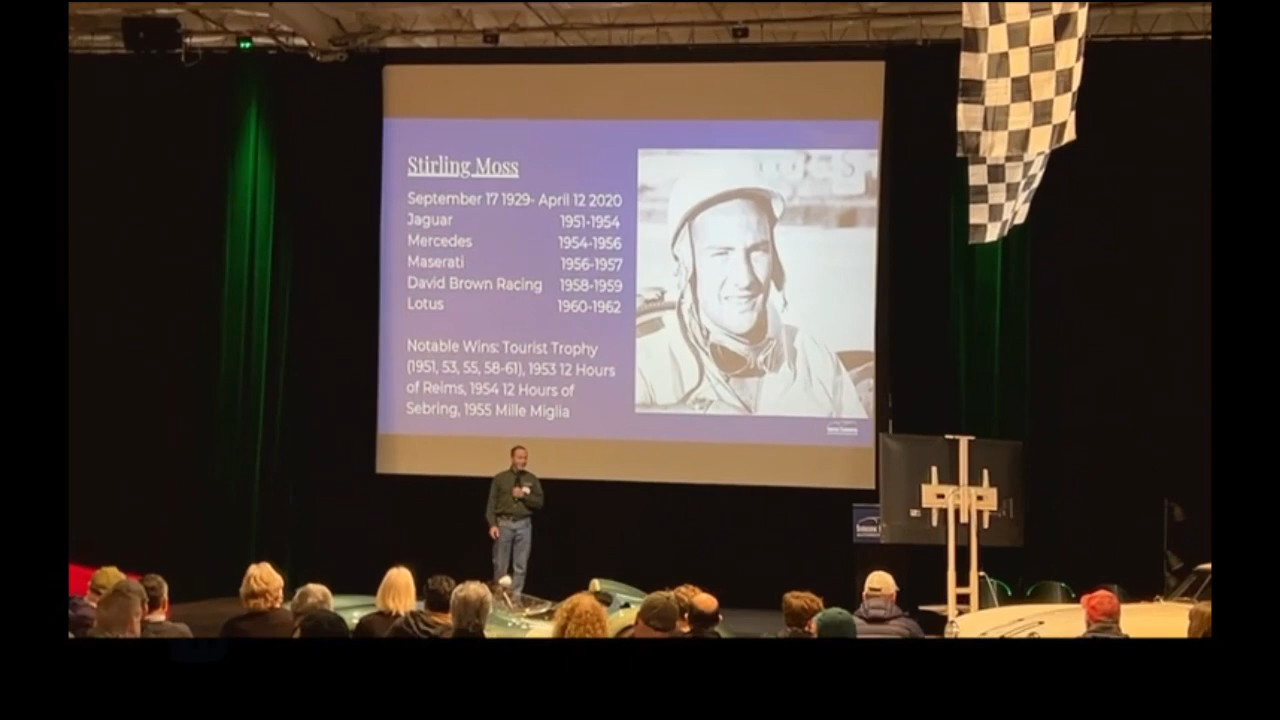 Stirling Moss
September 17 1929- April 12 2020
Jaguar 1951-1954
Mercedes 1954-1956
Maserati 1956-1957
David Brown Racing 1958-1959
Lotus 1960-1962
Notable Wins: Tourist Trophy
(1951, 53, 55, 58-61), 1953 12 Hours
of Reims, 1954 12 Hours of
Sebring, 1955 Mille Miglia